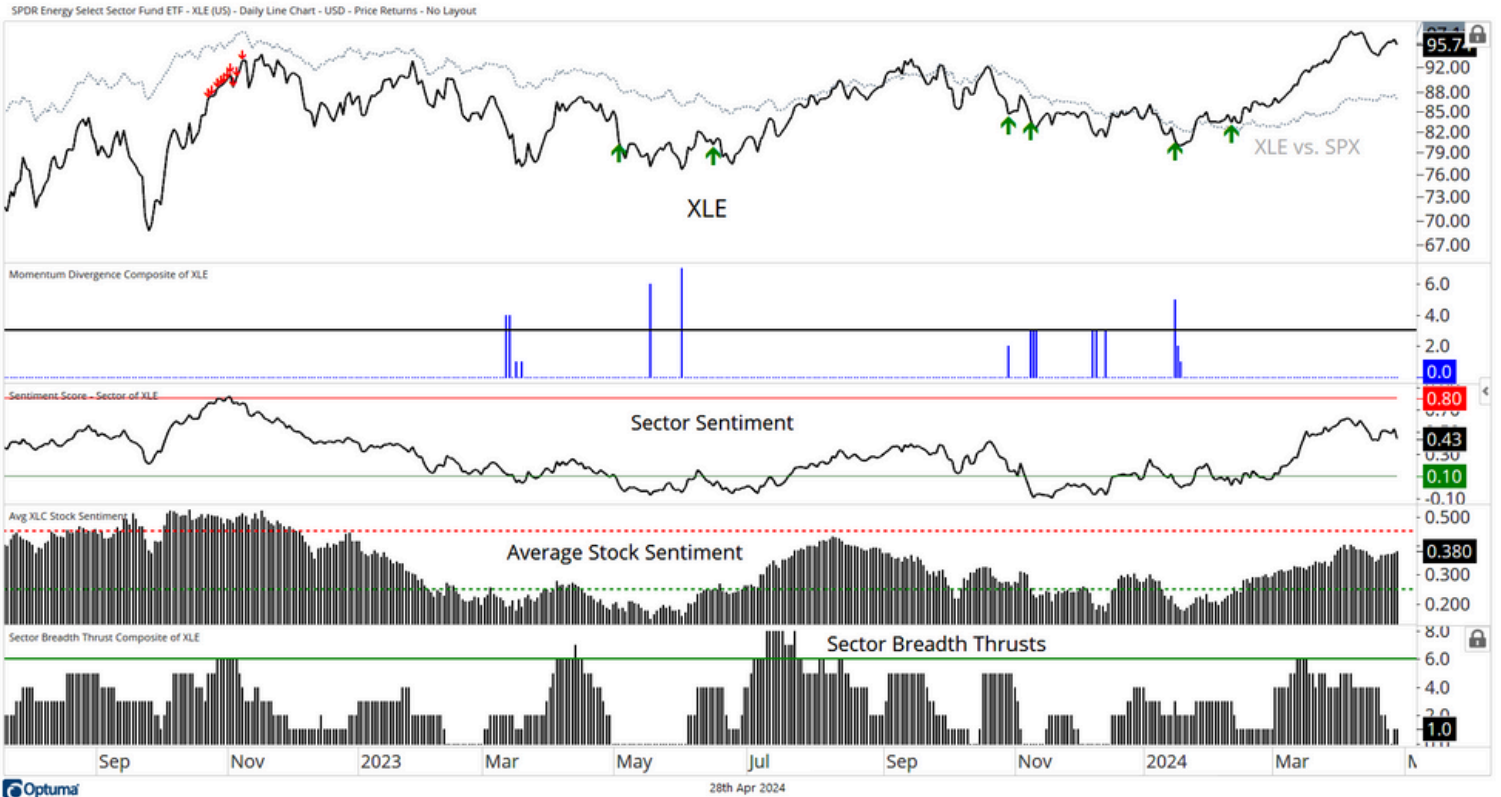 SPDR Energy Select Sector Fund ETF - XLE (US) - Daily Line Chart - USD - Price Returns - No Layout
95.7
92.00
88.00
85.00
82.00
XLE vs. SPX
79.00
76.00
XLE
73.00
70.00
67.00
Momentum Divergence Composite of XLE
6.0
4.0
2.0
0.0
Sentiment Score - Sector of XLE
0.80
Sector Sentiment
0.43
0.30
0.10
-0.10
Avg XLC Stock Sentiment
0.500
Average Stock Sentiment
0.380
0.300
0.200
Sector Breadth Thrust Composite of XLE
8.0
Sector Breadth Thrusts
6.0
4.0
2.0
1.0
Sep Nov 2023 Mar May Jul Sep Nov 2024 Mar
Optuma
28th Apr 2024